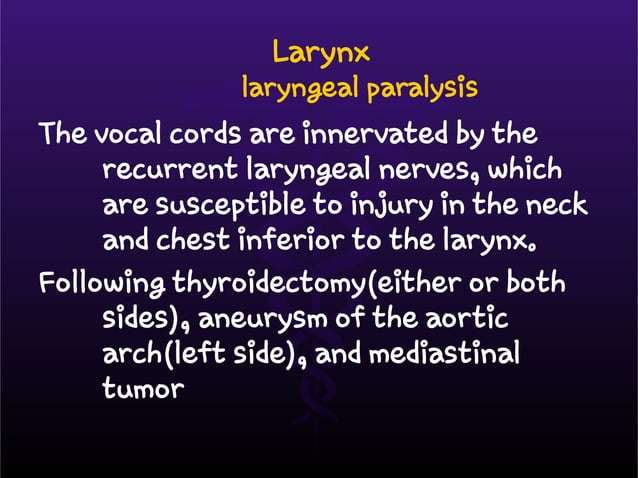 Larynx
laryngeal paralysis
The vocal cords are innervated by the
recurrent laryngeal nerves, which
are susceptible to injury in the neck
and chest inferior to the larynx.
Following thyroidectomy(either or both
sides), aneurysm of the aortic
arch(left side), and mediastinal
tumor